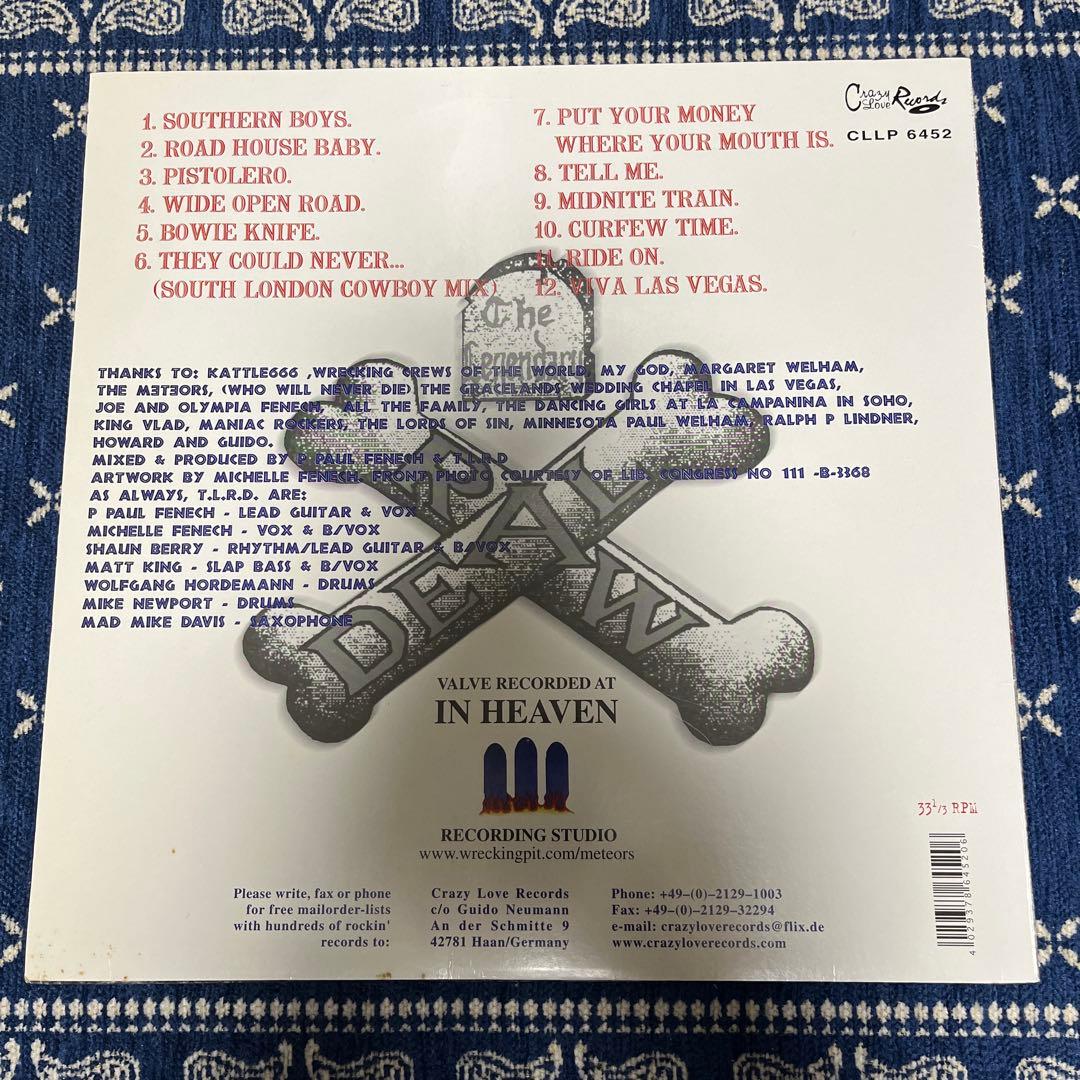 1. SOUTHERN BOYS.
2. ROAD HOUSE BABY.
3. PISTOLERO.
4. WIDE OPEN ROAD.
5. BOWIE KNIFE.
6. THEY COULD NEVER...
(SOUTH LONDON COWBOY MIX)
7. PUT YOUR MONEY
WHERE YOUR MOUTH IS.
8. TELL ME.
9. MIDNITE TRAIN.
10. CURFEW TIME.
11. RIDE ON.
12. VIVA LAS VEGAS.
Crazy Love Records
CLLP 6452
The
Legendary
THANKS TO: KATTLE666 ,WRECKING CREWS OF THE WORLD, MY GOD, MARGARET WELHAM,
THE METEORS, (WHO WILL NEVER DIE) THE GRACELANDS WEDDING CHAPEL IN LAS VEGAS,
JOE AND OLYMPIA FENECH, ALL THE FAMILY, THE DANCING GIRLS AT LA CAMPANINA IN SOHO,
KING VLAD, MANIAC ROCKERS, THE LORDS OF SIN, MINNESOTA PAUL WELHAM, RALPH P LINDNER,
HOWARD AND GUIDO.
MIXED & PRODUCED BY P PAUL FENECH & T.L.R.D
ARTWORK BY MICHELLE FENECH. FRONT PHOTO COURTESY OF LIB. CONGRESS NO 111 -B-3368
AS ALWAYS, T.L.R.D. ARE:
P PAUL FENECH - LEAD GUITAR & VOX
MICHELLE FENECH - VOX & B/VOX
SHAUN BERRY - RHYTHM/LEAD GUITAR & B/VOX
MATT KING - SLAP BASS & B/VOX
WOLFGANG HORDEMANN - DRUMS
MIKE NEWPORT - DRUMS
MAD MIKE DAVIS - SAXOPHONE
DEAL
VALVE RECORDED AT
IN HEAVEN
RECORDING STUDIO
www.wreckingpit.com/meteors
33 1/3 RPM
Please write, fax or phone
for free mailorder-lists
with hundreds of rockin'
records to:
Crazy Love Records
c/o Guido Neumann
An der Schmitte 9
42781 Haan/Germany
Phone: +49-(0)-2129-1003
Fax: +49-(0)-2129-32294
e-mail: crazyloverecords@flix.de
www.crazyloverecords.com
4 029378 645206